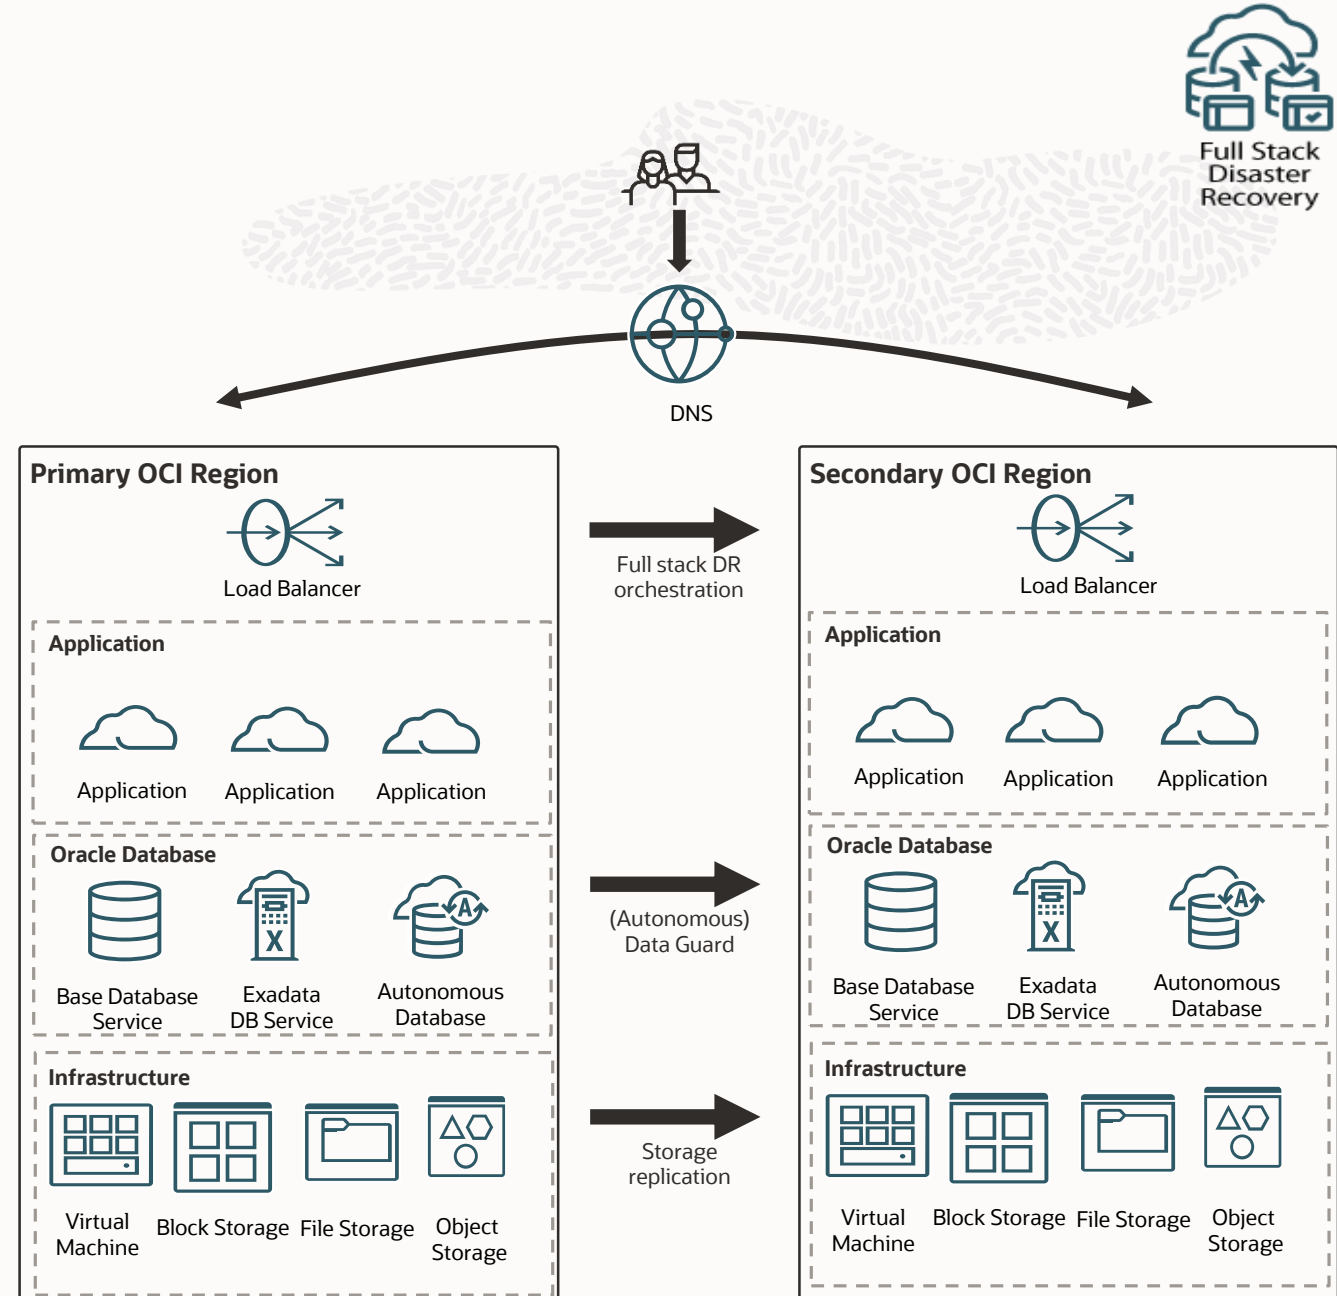 Full Stack
Disaster
Recovery
DNS
Primary OCI Region
Load Balancer
Application
Application
Application
Application
Oracle Database
X
A
Base Database
Service
Exadata
DB Service
Autonomous
Database
Infrastructure
Virtual
Machine
Block Storage
File Storage
Object
Storage
Full stack DR
orchestration
(Autonomous)
Data Guard
Storage
replication
Secondary OCI Region
Load Balancer
Application
Application
Application
Application
Oracle Database
X
A
Base Database
Service
Exadata
DB Service
Autonomous
Database
Infrastructure
Virtual
Machine
Block Storage
File Storage
Object
Storage